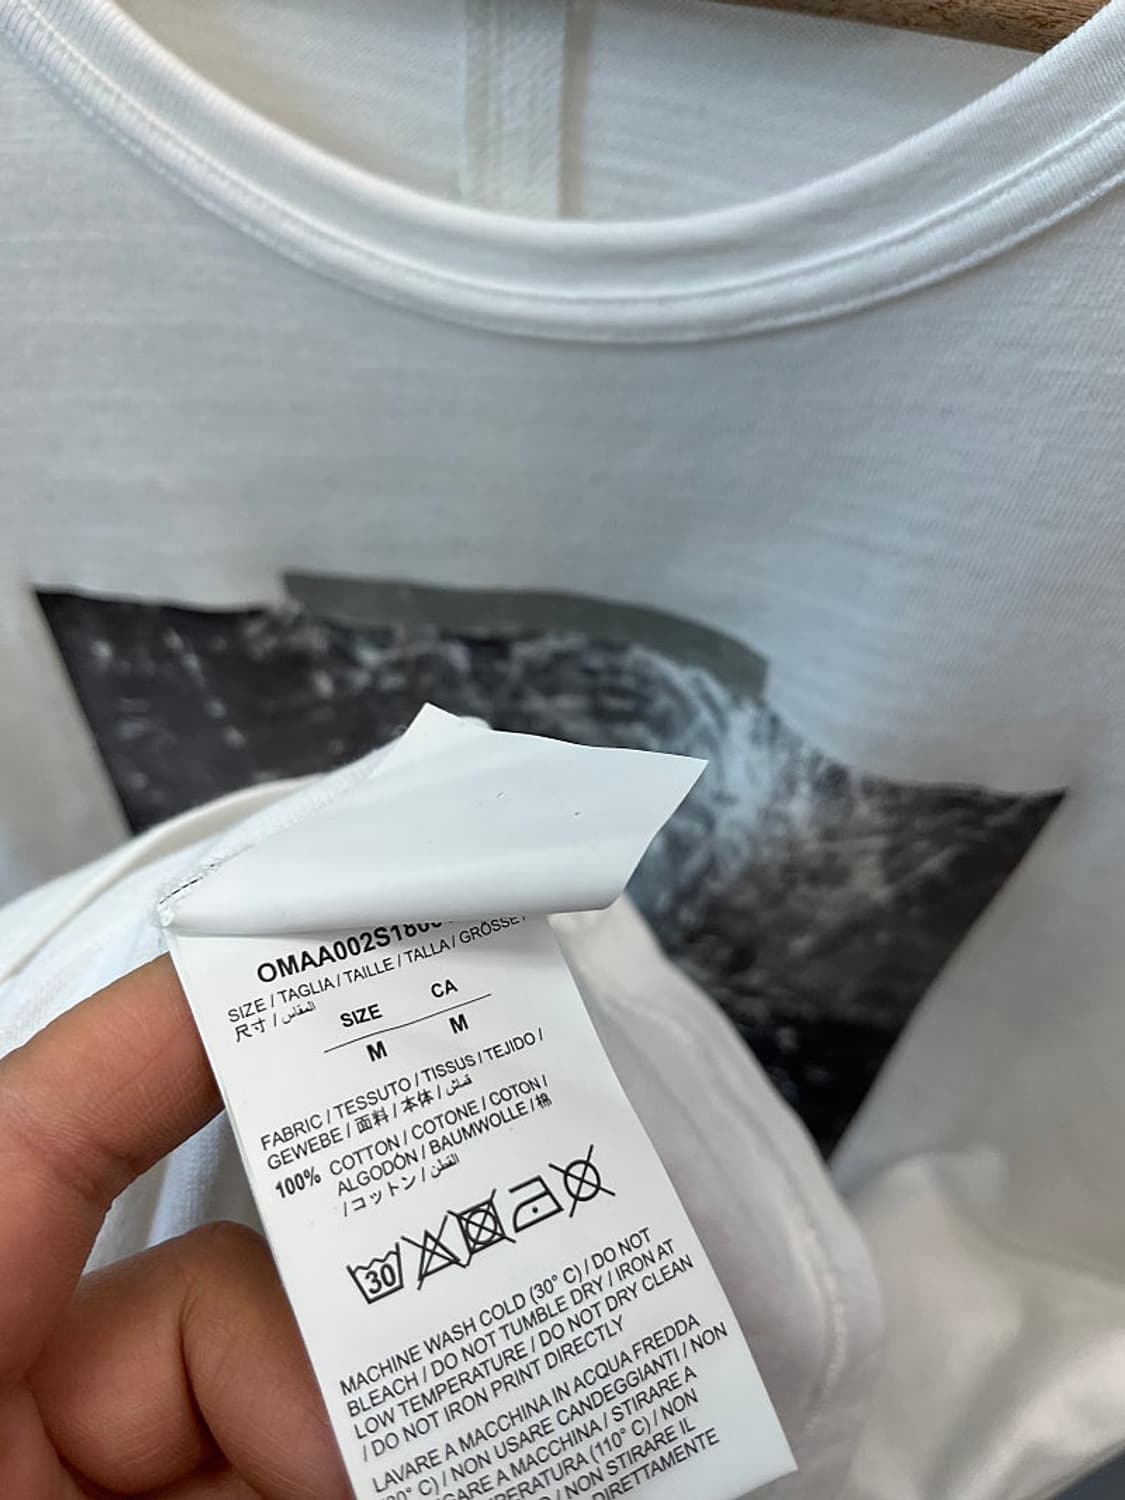 SIZE / TAGLIA / TAILLE / TALLA / GRÖSSE /
尺寸 / المقاس
SIZE CA
M M
FABRIC / TESSUTO / TISSUS / TEJIDO /
GEWEBE / 面料 / 本体 / قماش
100% COTTON / COTONE / COTON /
ALGODÓN / BAUMWOLLE / 棉
/ コットン / القطن
30
MACHINE WASH COLD (30° C) / DO NOT
BLEACH / DO NOT TUMBLE DRY / IRON AT
LOW TEMPERATURE / DO NOT DRY CLEAN
/ DO NOT IRON PRINT DIRECTLY
LAVARE A MACCHINA IN ACQUA FREDDA
° C) / NON USARE CANDEGGIANTI / NON
A MACCHINA / STIRARE A
(110° C) / NON
/ NON STIRARE IL
DIRETTAMENTE